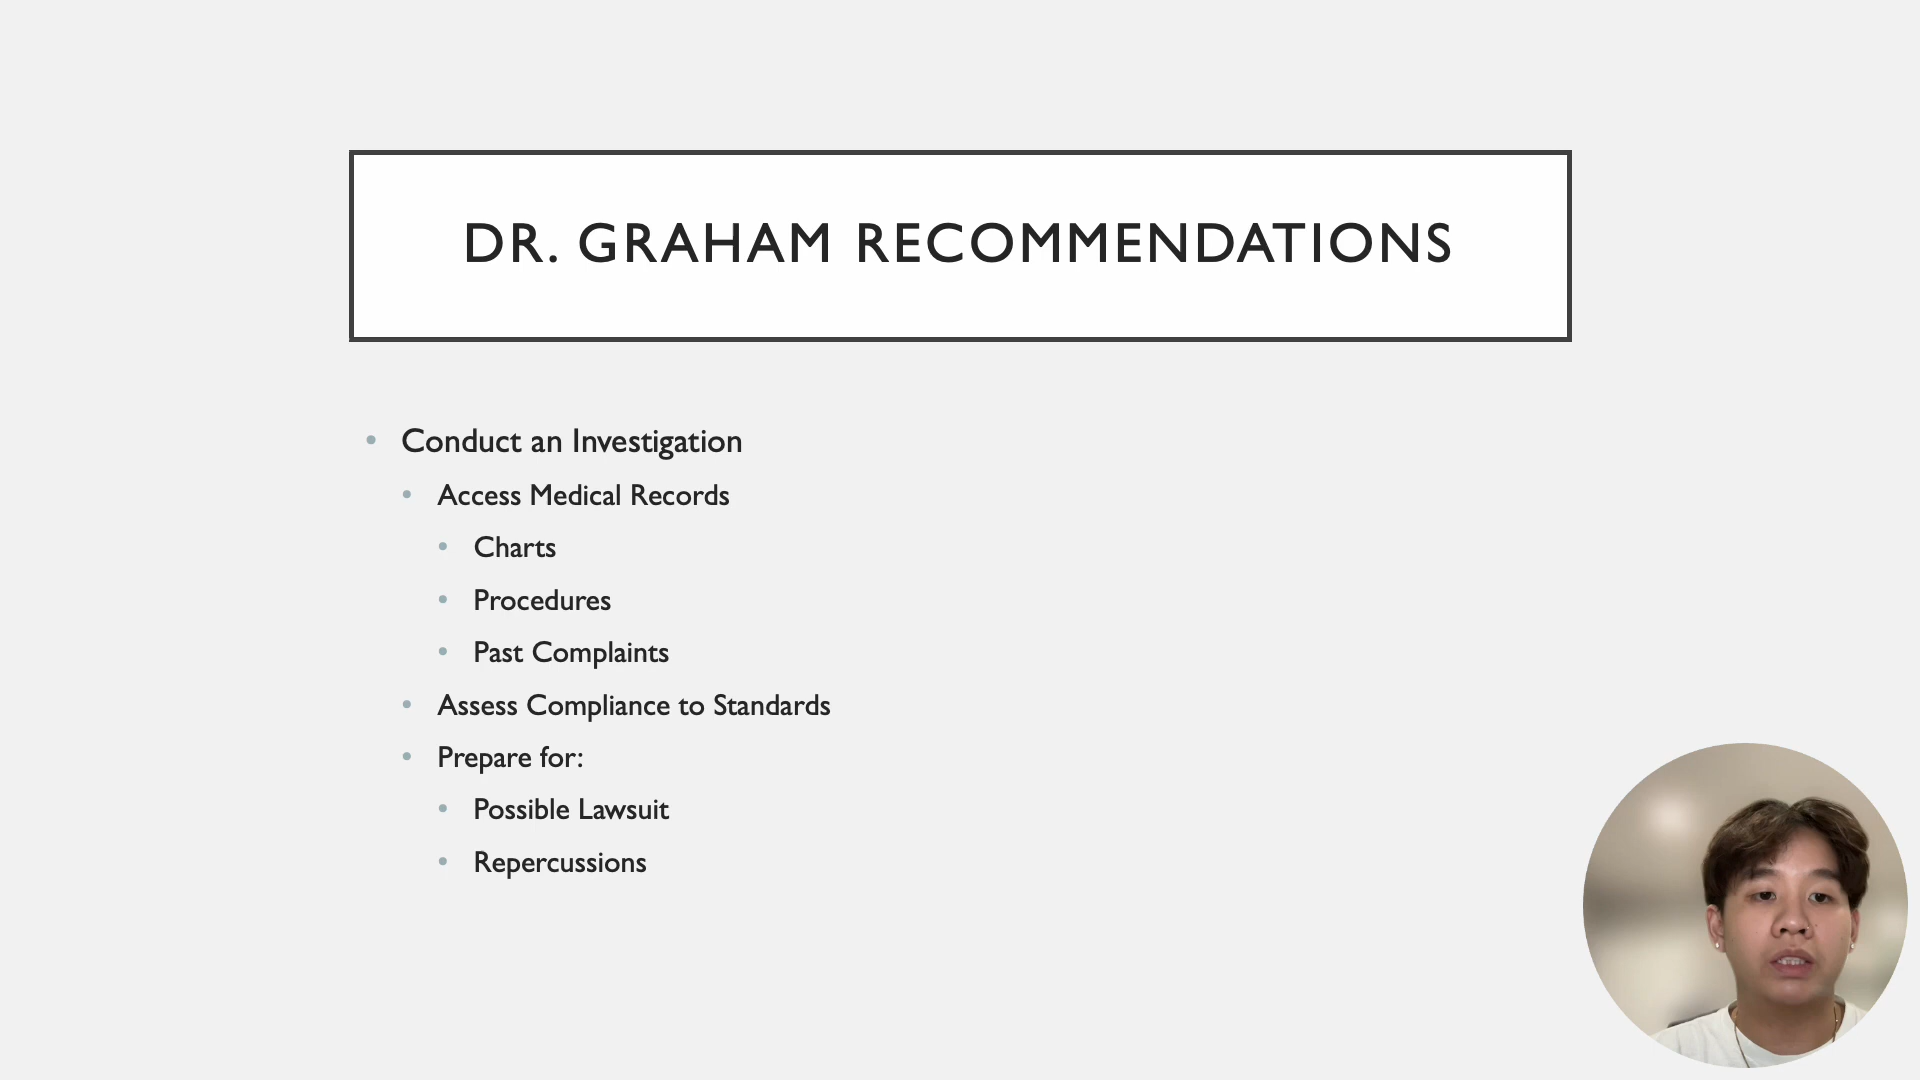 DR. GRAHAM RECOMMENDATIONS
• Conduct an Investigation
• Access Medical Records
• Charts
• Procedures
• Past Complaints
• Assess Compliance to Standards
• Prepare for:
• Possible Lawsuit
• Repercussions